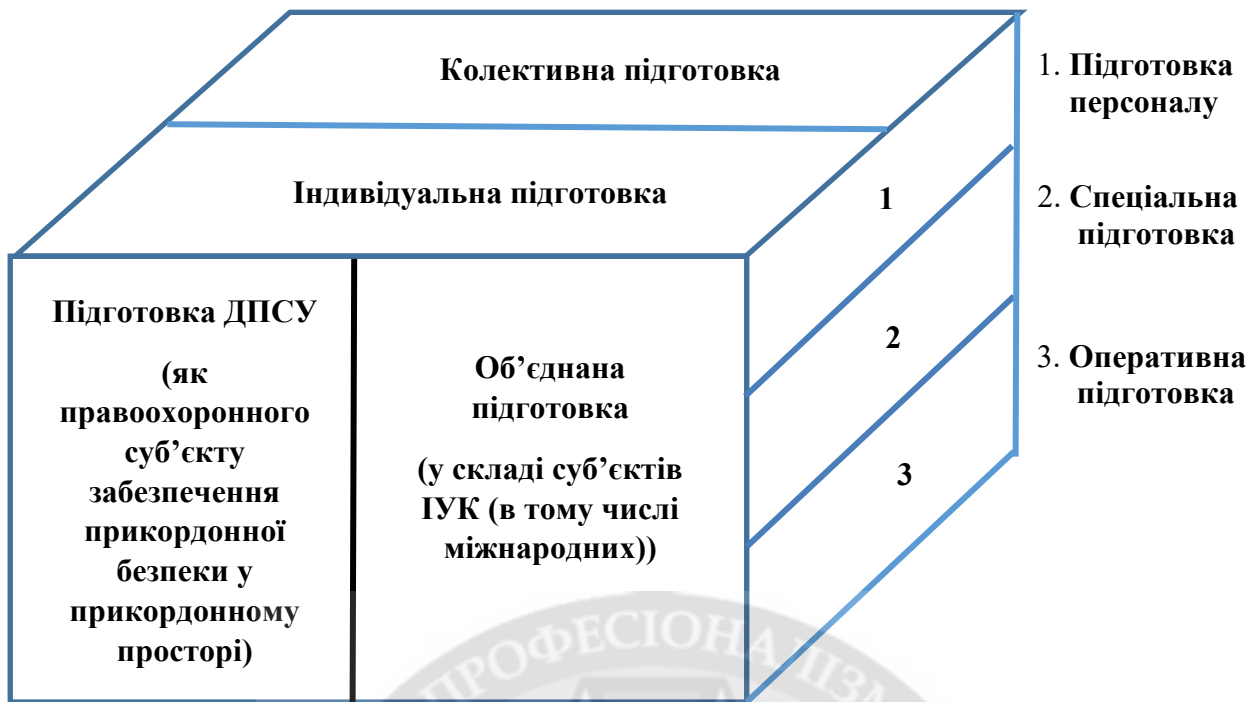 Колективна підготовка
Індивідуальна підготовка
Підготовка ДПСУ
(як
правоохоронного
суб’єкту
забезпечення
прикордонної
безпеки у
прикордонному
просторі)
Об’єднана
підготовка
(у складі суб’єктів
ІУК (в тому числі
міжнародних))
1
2
3
1. Підготовка
персоналу
2. Спеціальна
підготовка
3. Оперативна
підготовка